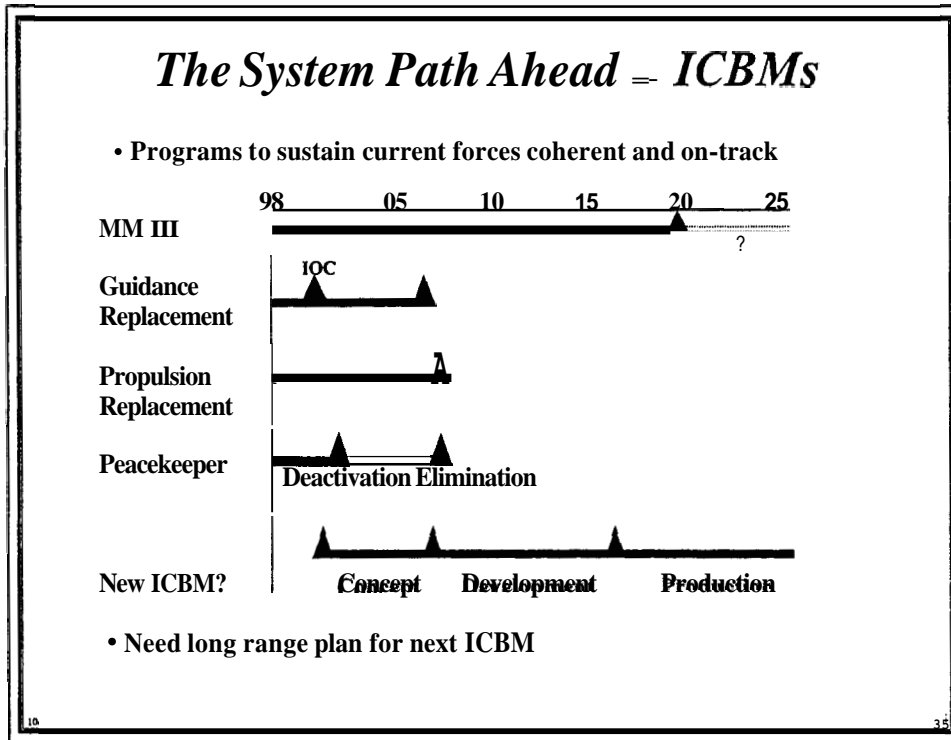 The System Path Ahead =- ICBMs
• Programs to sustain current forces coherent and on-track
98 05 10 15 20 25
MM III
?
IOC
Guidance
Replacement
Propulsion
Replacement
Peacekeeper
Deactivation Elimination
New ICBM? Concept Development Production
• Need long range plan for next ICBM
10 35